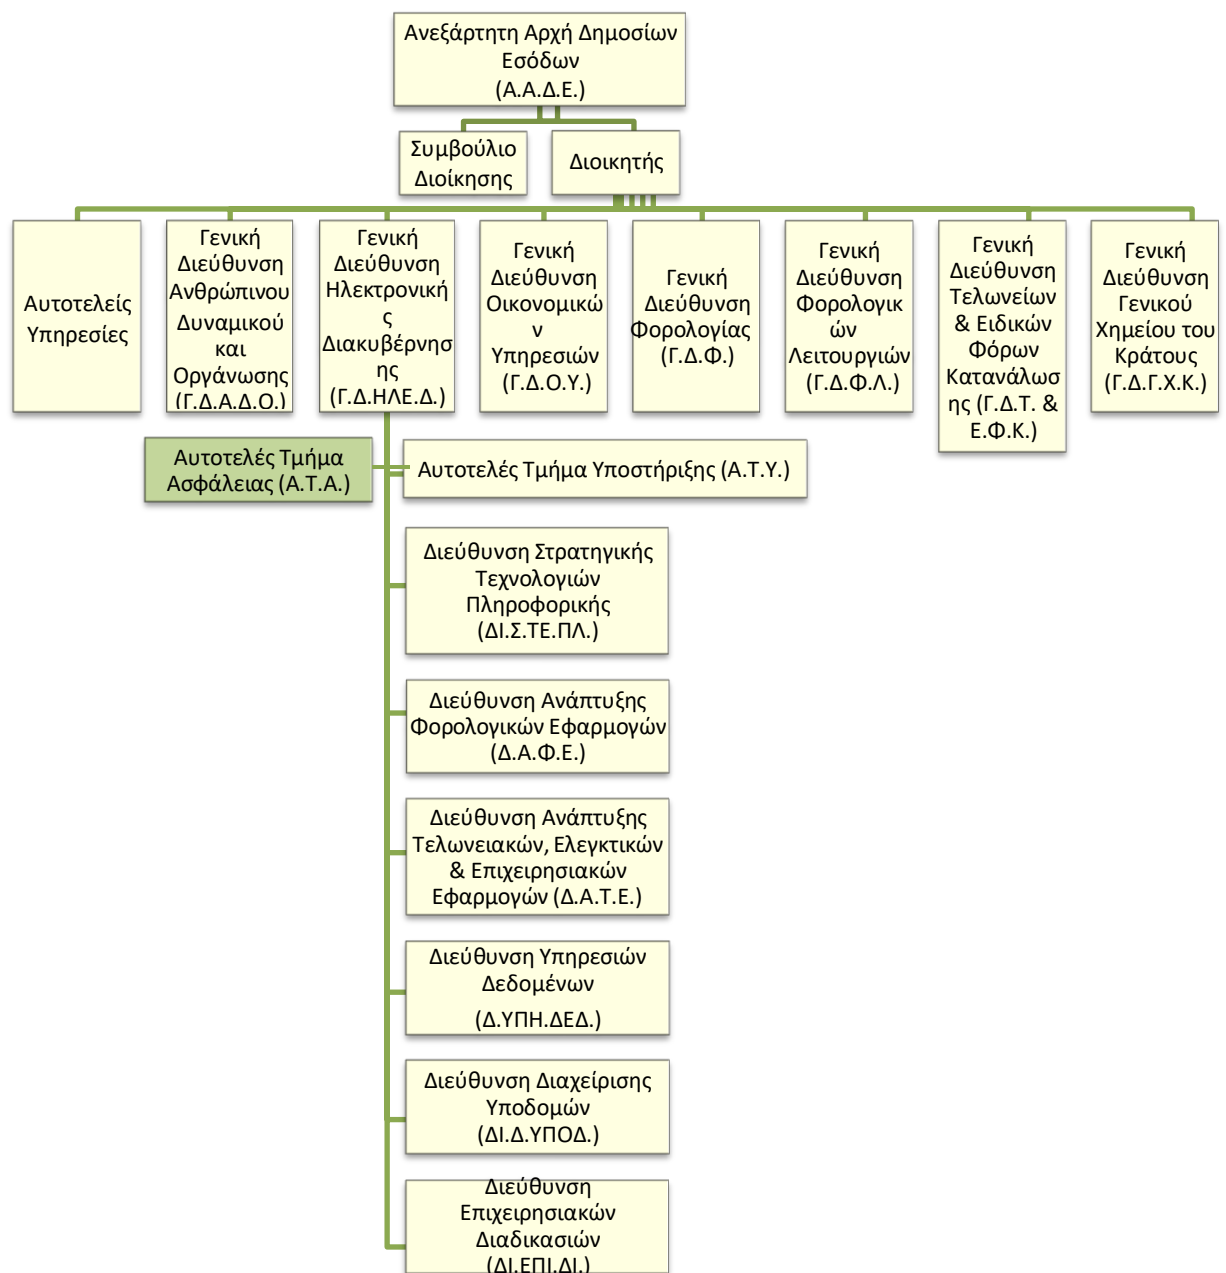 Ανεξάρτητη Αρχή Δημοσίων
Εσόδων
(Α.Α.Δ.Ε.)
Συμβούλιο
Διοίκησης
Διοικητής
Αυτοτελείς
Υπηρεσίες
Γενική
Διεύθυνση
Ανθρώπινου
Δυναμικού
και
Οργάνωσης
(Γ.Δ.Α.Δ.Ο.)
Γενική
Διεύθυνση
Ηλεκτρονική
ς
Διακυβέρνησ
ης
(Γ.Δ.ΗΛΕ.Δ.)
Γενική
Διεύθυνση
Οικονομικώ
ν
Υπηρεσιών
(Γ.Δ.Ο.Υ.)
Γενική
Διεύθυνση
Φορολογίας
(Γ.Δ.Φ.)
Γενική
Διεύθυνση
Φορολογικ
ών
Λειτουργιών
(Γ.Δ.Φ.Λ.)
Γενική
Διεύθυνση
Τελωνείων
& Ειδικών
Φόρων
Κατανάλωσ
ης (Γ.Δ.Τ. &
Ε.Φ.Κ.)
Γενική
Διεύθυνση
Γενικού
Χημείου του
Κράτους
(Γ.Δ.Γ.Χ.Κ.)
Αυτοτελές Τμήμα
Ασφάλειας (Α.Τ.Α.)
Αυτοτελές Τμήμα Υποστήριξης (Α.Τ.Υ.)
Διεύθυνση Στρατηγικής
Τεχνολογιών
Πληροφορικής
(ΔΙ.Σ.ΤΕ.ΠΛ.)
Διεύθυνση Ανάπτυξης
Φορολογικών Εφαρμογών
(Δ.Α.Φ.Ε.)
Διεύθυνση Ανάπτυξης
Τελωνειακών, Ελεγκτικών
& Επιχειρησιακών
Εφαρμογών (Δ.Α.Τ.Ε.)
Διεύθυνση Υπηρεσιών
Δεδομένων
(Δ.ΥΠΗ.ΔΕΔ.)
Διεύθυνση Διαχείρισης
Υποδομών
(ΔΙ.Δ.ΥΠΟΔ.)
Διεύθυνση
Επιχειρησιακών
Διαδικασιών
(ΔΙ.ΕΠΙ.ΔΙ.)